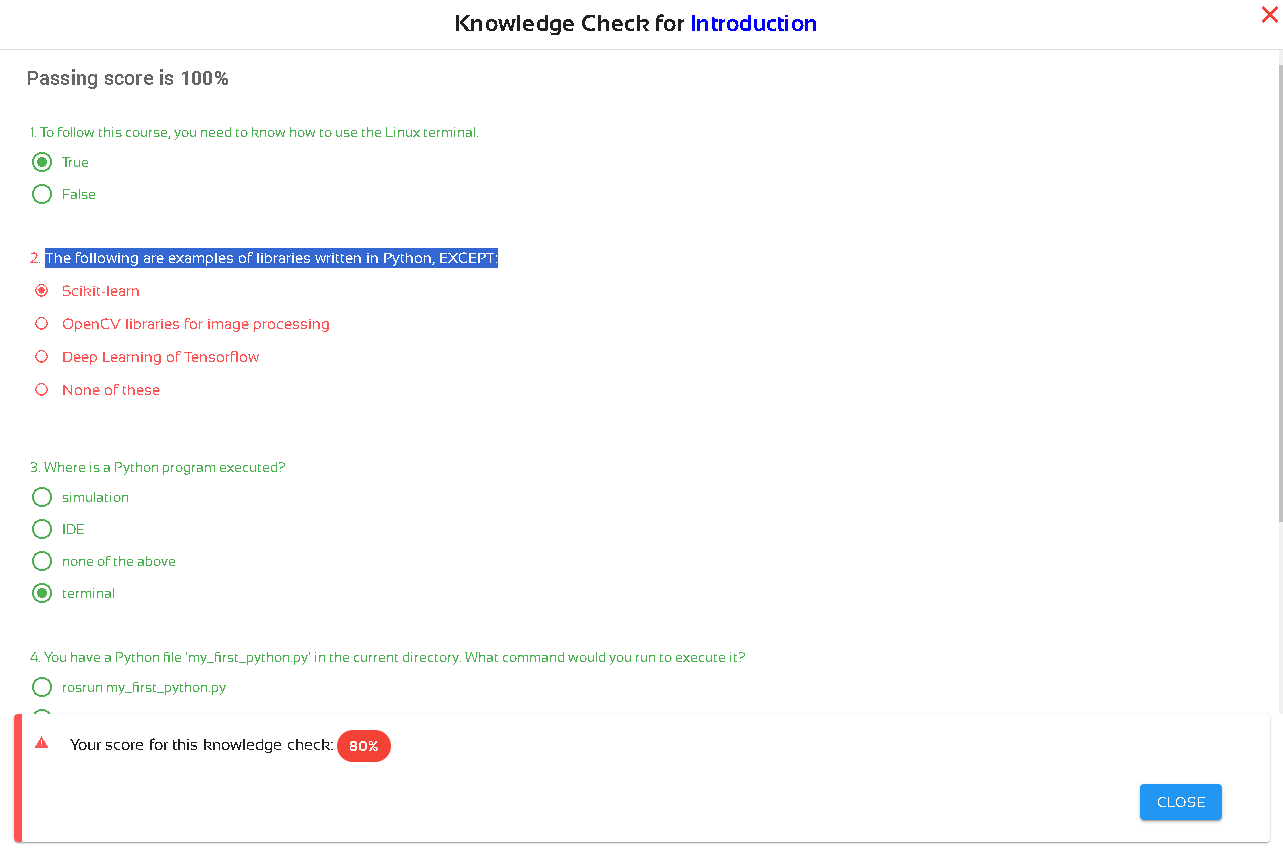 Knowledge Check for Introduction
Passing score is 100%
1. To follow this course, you need to know how to use the Linux terminal.
True
False
2. The following are examples of libraries written in Python, EXCEPT:
Scikit-learn
OpenCV libraries for image processing
Deep Learning of Tensorflow
None of these
3. Where is a Python program executed?
simulation
IDE
none of the above
terminal
4. You have a Python file 'my_first_python.py' in the current directory. What command would you run to execute it?
rosrun my_first_python.py
Your score for this knowledge check: 80%
CLOSE